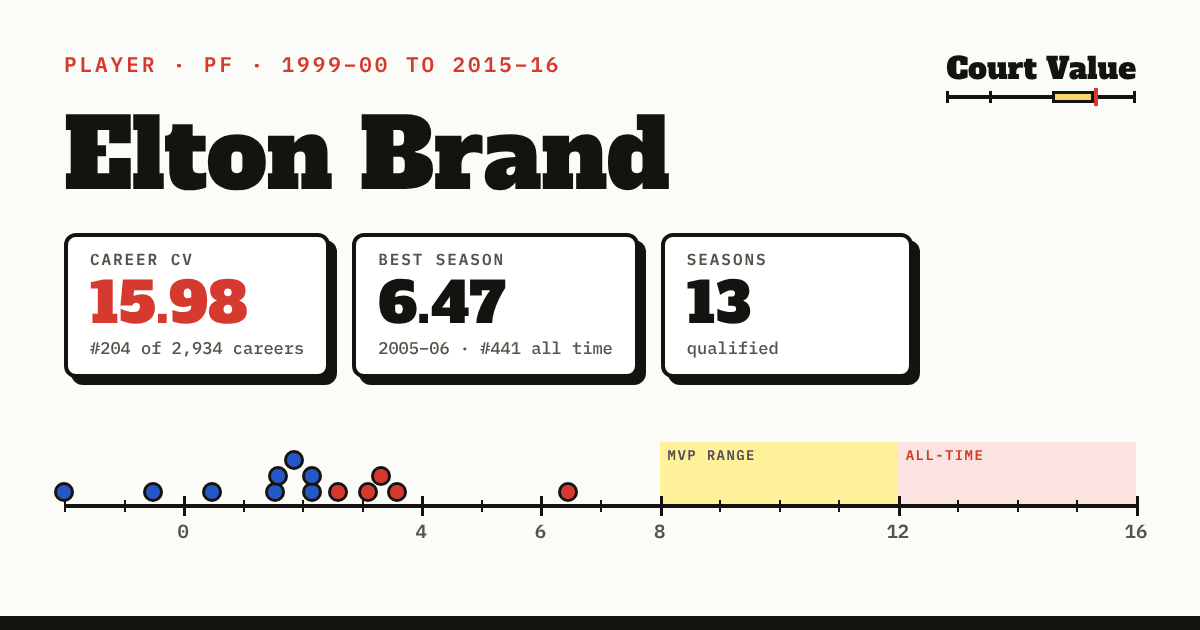 PLAYER · PF · 1999–00 TO 2015–16
Court Value
Elton Brand
CAREER CV
15.98
#204 of 2,934 careers
BEST SEASON
6.47
2005–06 · #441 all time
SEASONS
13
qualified
MVP RANGE
ALL-TIME
0 4 6 8 12 16